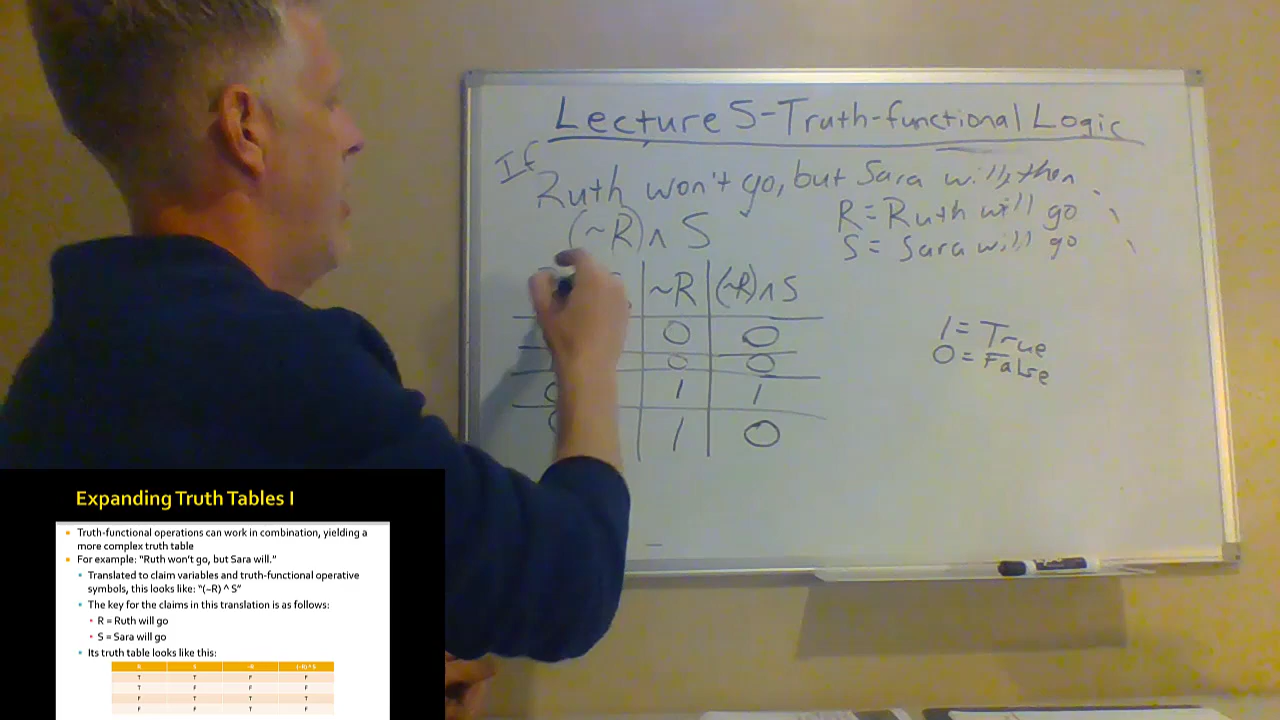 Lecture 5-Truth-functional Logic
If
Ruth won't go, but Sara will, then
(~R) ∧ S
R = Ruth will go
S = Sara will go
~R (~R) ∧ S
0 0
0 0
0 1 1
0 1 0
1 = True
0 = False
Expanding Truth Tables I
Truth-functional operations can work in combination, yielding a
more complex truth table
For example: “Ruth won't go, but Sara will.”
Translated to claim variables and truth-functional operative
symbols, this looks like: “(~R) ^ S”
The key for the claims in this translation is as follows:
R = Ruth will go
S = Sara will go
Its truth table looks like this:
R S ~R (~R) ^ S
T T F F
T F F F
F T T T
F F T F